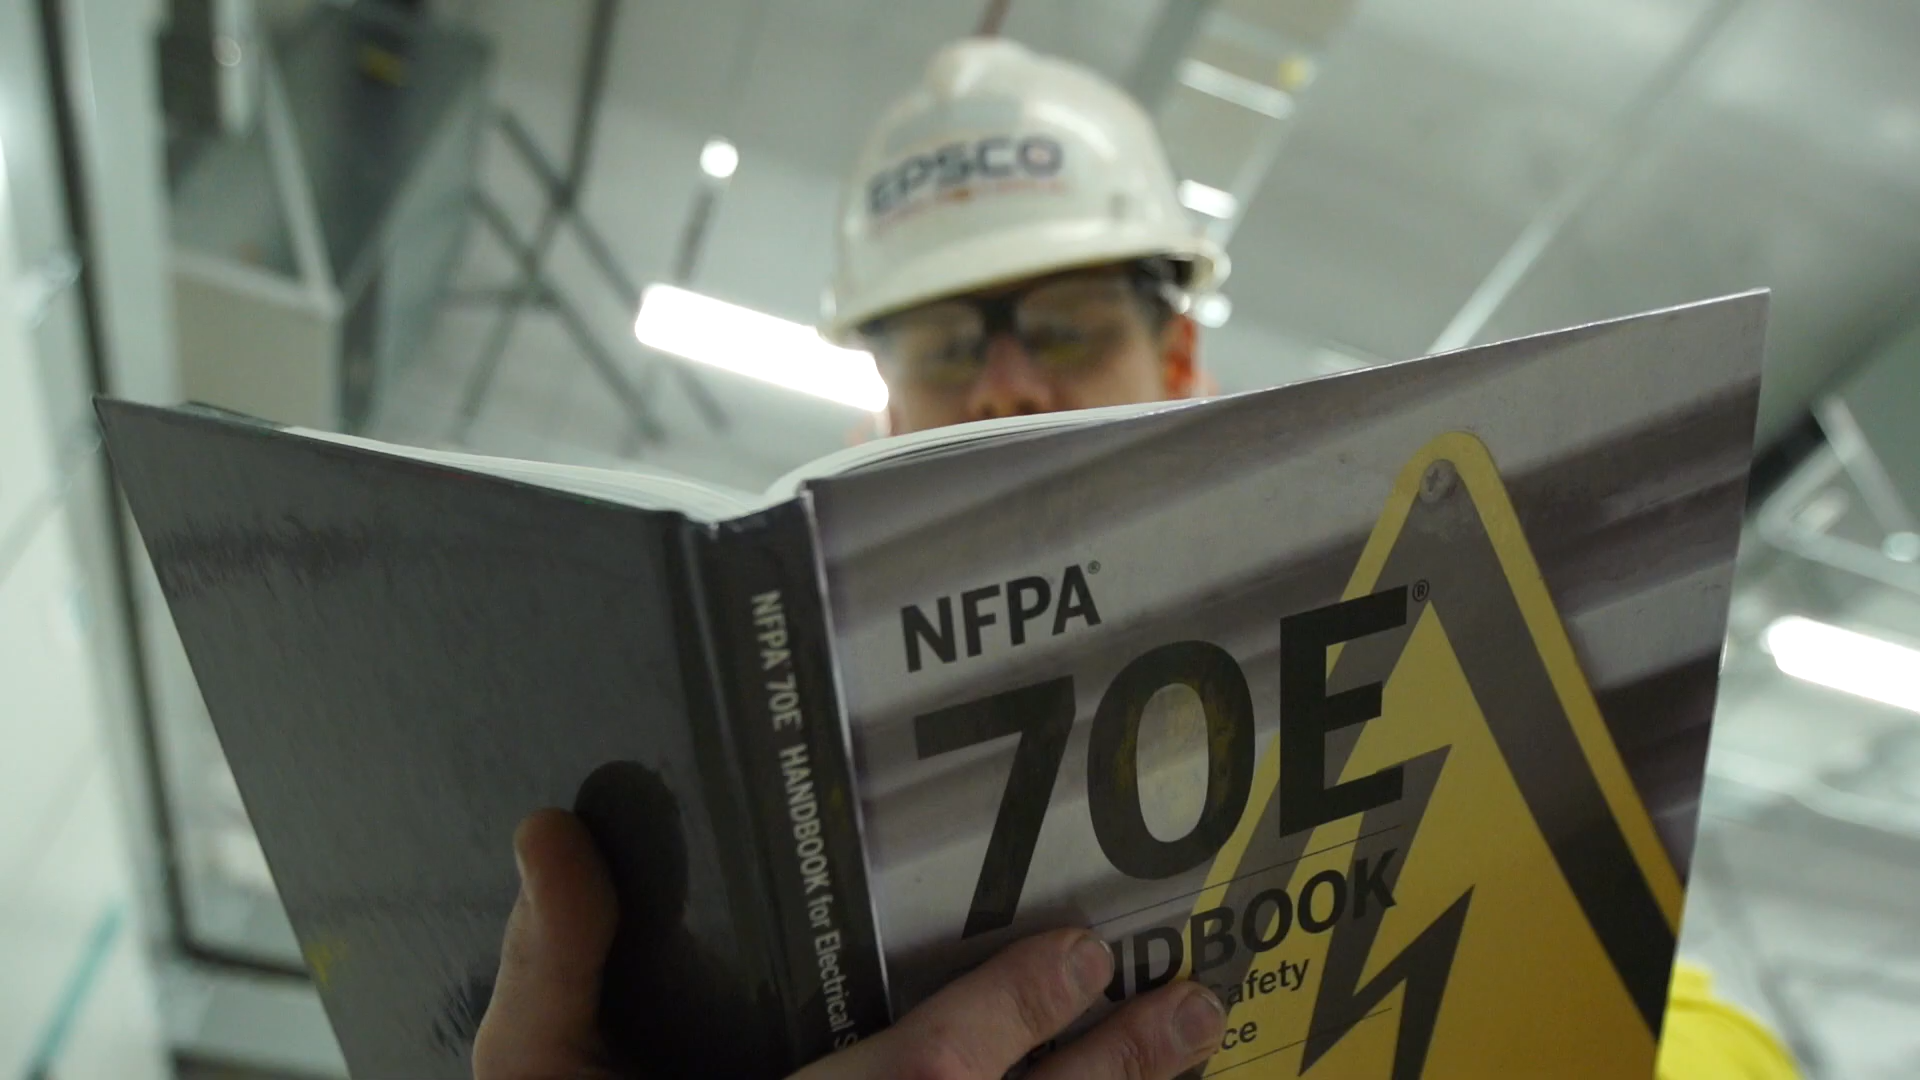 EPSCO
NFPA®
70E®
NDBOOK
Safety
ce
NFPA 70E HANDBOOK for Electrical S